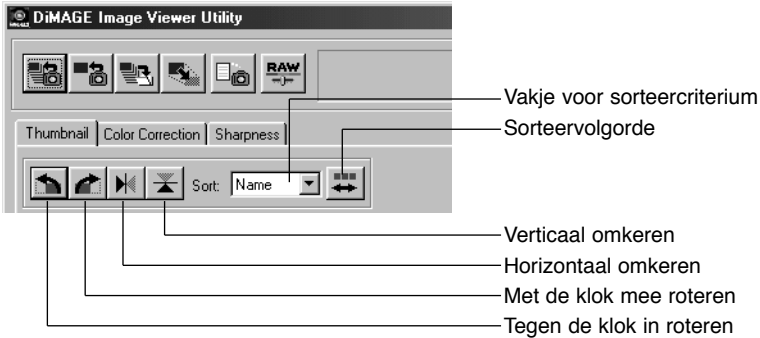 DiMAGE Image Viewer Utility
RAW
Vakje voor sorteercriterium
Sorteervolgorde
Thumbnail Color Correction Sharpness
Sort: Name
Verticaal omkeren
Horizontaal omkeren
Met de klok mee roteren
Tegen de klok in roteren